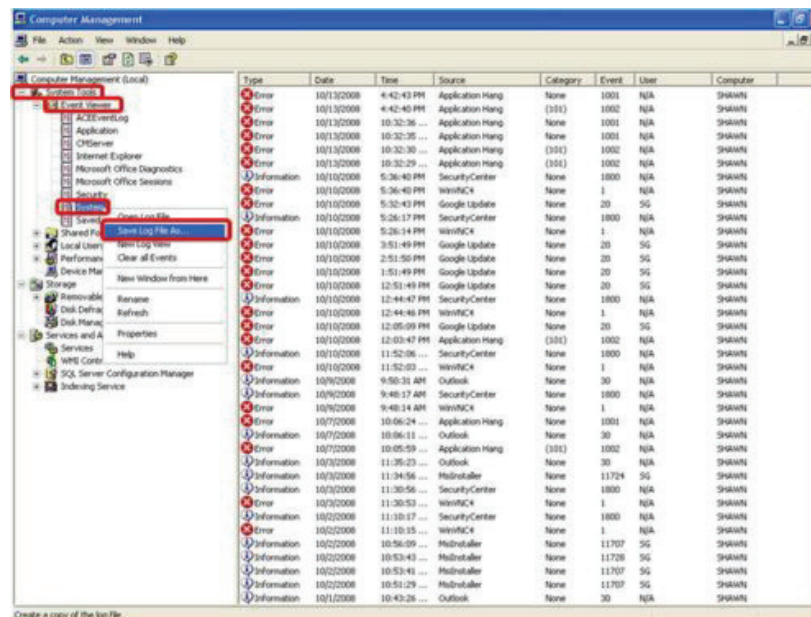 Computer Management
File Action View Window Help
Computer Management (Local)
System Tools
Event Viewer
ACEEventLog
Application
CMServer
Internet Explorer
Microsoft Office Diagnostics
Microsoft Office Sessions
Security
System
Saved
Shared Fo
Local User
Performan
Device Mar
Storage
Removable
Disk Defra
Disk Manag
Services and A
Services
WMI Contr
SQL Server Configuration Manager
Indexing Service
Open Log File...
Save Log File As...
New Log View
Clear all Events
New Window from Here
Rename
Refresh
Properties
Help
Type Date Time Source Category Event User Computer
Error 10/13/2008 4:42:43 PM Application Hang None 1001 N/A SHAWN
Error 10/13/2008 4:42:40 PM Application Hang (101) 1002 N/A SHAWN
Error 10/13/2008 10:32:36 ... Application Hang None 1001 N/A SHAWN
Error 10/13/2008 10:32:35 ... Application Hang None 1001 N/A SHAWN
Error 10/13/2008 10:32:30 ... Application Hang (101) 1002 N/A SHAWN
Error 10/13/2008 10:32:29 ... Application Hang (101) 1002 N/A SHAWN
Information 10/10/2008 5:36:40 PM SecurityCenter None 1800 N/A SHAWN
Error 10/10/2008 5:36:40 PM WinVNC4 None 1 N/A SHAWN
Error 10/10/2008 5:32:43 PM Google Update None 20 SG SHAWN
Information 10/10/2008 5:26:17 PM SecurityCenter None 1800 N/A SHAWN
Error 10/10/2008 5:26:14 PM WinVNC4 None 1 N/A SHAWN
Error 10/10/2008 3:51:49 PM Google Update None 20 SG SHAWN
Error 10/10/2008 2:51:50 PM Google Update None 20 SG SHAWN
Error 10/10/2008 1:51:49 PM Google Update None 20 SG SHAWN
Error 10/10/2008 12:51:49 PM Google Update None 20 SG SHAWN
Information 10/10/2008 12:44:47 PM SecurityCenter None 1800 N/A SHAWN
Error 10/10/2008 12:44:46 PM WinVNC4 None 1 N/A SHAWN
Error 10/10/2008 12:05:09 PM Google Update None 20 SG SHAWN
Error 10/10/2008 12:03:47 PM Application Hang (101) 1002 N/A SHAWN
Information 10/10/2008 11:52:06 ... SecurityCenter None 1800 N/A SHAWN
Error 10/10/2008 11:52:03 ... WinVNC4 None 1 N/A SHAWN
Information 10/9/2008 9:50:31 AM Outlook None 30 N/A SHAWN
Information 10/9/2008 9:48:17 AM SecurityCenter None 1800 N/A SHAWN
Error 10/9/2008 9:48:14 AM WinVNC4 None 1 N/A SHAWN
Error 10/7/2008 10:06:24 ... Application Hang None 1001 N/A SHAWN
Information 10/7/2008 10:06:11 ... Outlook None 30 N/A SHAWN
Error 10/7/2008 10:05:59 ... Application Hang (101) 1002 N/A SHAWN
Information 10/3/2008 11:35:23 ... Outlook None 30 N/A SHAWN
Information 10/3/2008 11:34:56 ... MsiInstaller None 11724 SG SHAWN
Information 10/3/2008 11:30:56 ... SecurityCenter None 1800 N/A SHAWN
Error 10/3/2008 11:30:53 ... WinVNC4 None 1 N/A SHAWN
Information 10/2/2008 11:10:17 ... SecurityCenter None 1800 N/A SHAWN
Error 10/2/2008 11:10:15 ... WinVNC4 None 1 N/A SHAWN
Information 10/2/2008 10:56:09 ... MsiInstaller None 11707 SG SHAWN
Information 10/2/2008 10:53:43 ... MsiInstaller None 11728 SG SHAWN
Information 10/2/2008 10:53:41 ... MsiInstaller None 11707 SG SHAWN
Information 10/2/2008 10:51:29 ... MsiInstaller None 11707 SG SHAWN
Information 10/1/2008 10:43:26 ... Outlook None 30 N/A SHAWN
Create a copy of the log file